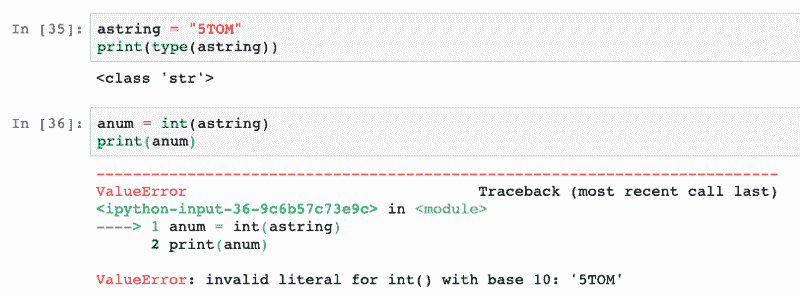 In [35]: astring = "5TOM"
print(type(astring))
<class 'str'>
In [36]: anum = int(astring)
print(anum)
---------------------------------------------------------------------------
ValueError                                Traceback (most recent call last)
<ipython-input-36-9c6b57c73e9c> in <module>
----> 1 anum = int(astring)
      2 print(anum)
ValueError: invalid literal for int() with base 10: '5TOM'